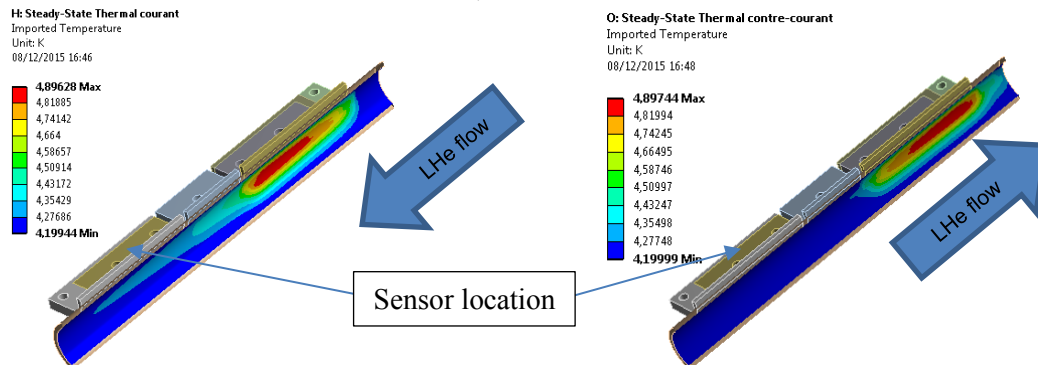 H: Steady-State Thermal courant
Imported Temperature
Unit: K
08/12/2015 16:46
4,89628 Max
4,81885
4,74142
4,664
4,58657
4,50914
4,43172
4,35429
4,27686
4,19944 Min
LHe flow
O: Steady-State Thermal contre-courant
Imported Temperature
Unit: K
08/12/2015 16:48
4,89744 Max
4,81994
4,74245
4,66495
4,58746
4,50997
4,43247
4,35498
4,27748
4,19999 Min
LHe flow
Sensor location